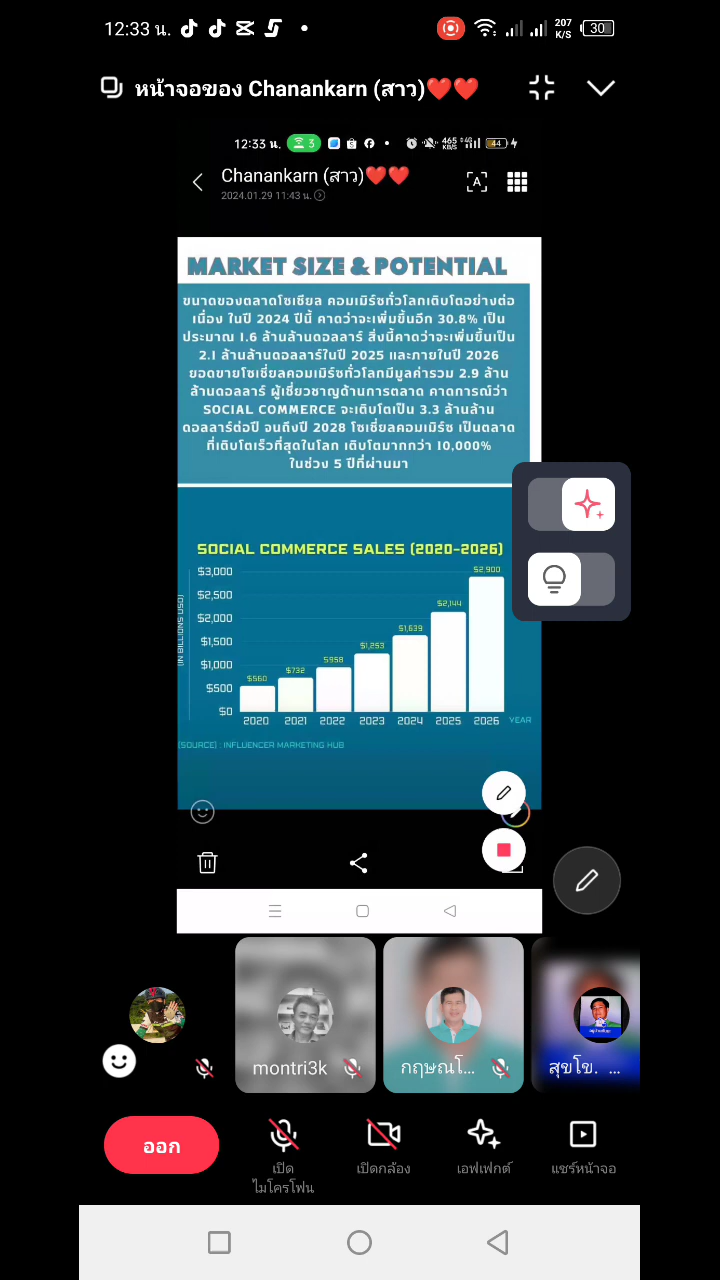 12:33 น.
207
K/S
30
หน้าจอของ Chanankarn (สาว)❤️❤️
12:33 น.
3
465
KB/S
4G
44
Chanankarn (สาว)❤️❤️
2024.01.29 11:43 น.
A
MARKET SIZE & POTENTIAL
ขนาดของตลาดโซเชียล คอมเมิร์ซทั่วโลกเติบโตอย่างต่อ
เนื่อง ในปี 2024 ปีนี้ คาดว่าจะเพิ่มขึ้นอีก 30.8% เป็น
ประมาณ 1.6 ล้านล้านดอลลาร์ สิ่งนี้คาดว่าจะเพิ่มขึ้นเป็น
2.1 ล้านล้านดอลลาร์ในปี 2025 และภายในปี 2026
ยอดขายโซเชี่ยลคอมเมิร์ซทั่วโลกมีมูลค่ารวม 2.9 ล้าน
ล้านดอลลาร์ ผู้เชี่ยวชาญด้านการตลาด คาดการณ์ว่า
SOCIAL COMMERCE จะเติบโตเป็น 3.3 ล้านล้าน
ดอลลาร์ต่อปี จนถึงปี 2028 โซเชี่ยลคอมเมิร์ซ เป็นตลาด
ที่เติบโตเร็วที่สุดในโลก เติบโตมากกว่า 10,000%
ในช่วง 5 ปีที่ผ่านมา
SOCIAL COMMERCE SALES (2020-2026)
(IN BILLIONS USD)
$3,000
$2,500
$2,000
$1,500
$1,000
$500
$0
$560
$732
$958
$1,253
$1,639
$2,144
$2,900
2020 2021 2022 2023 2024 2025 2026 YEAR
(SOURCE) : INFLUENCER MARKETING HUB
montri3k
กฤษณโ...
สุขโข. ...
ออก
เปิด
ไมโครโฟน
เปิดกล้อง
เอฟเฟกต์
แชร์หน้าจอ